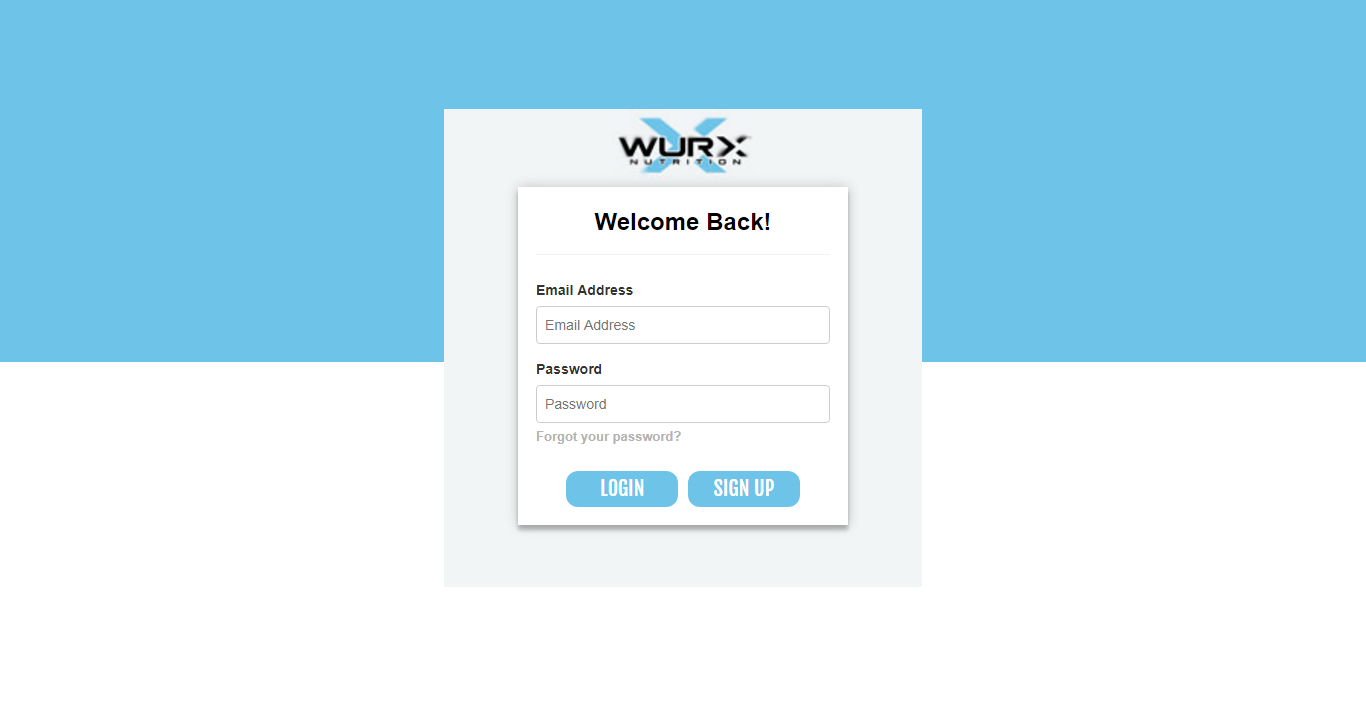 WURX
NUTRITION
Welcome Back!
Email Address
Email Address
Password
Password
Forgot your password?
LOGIN SIGN UP